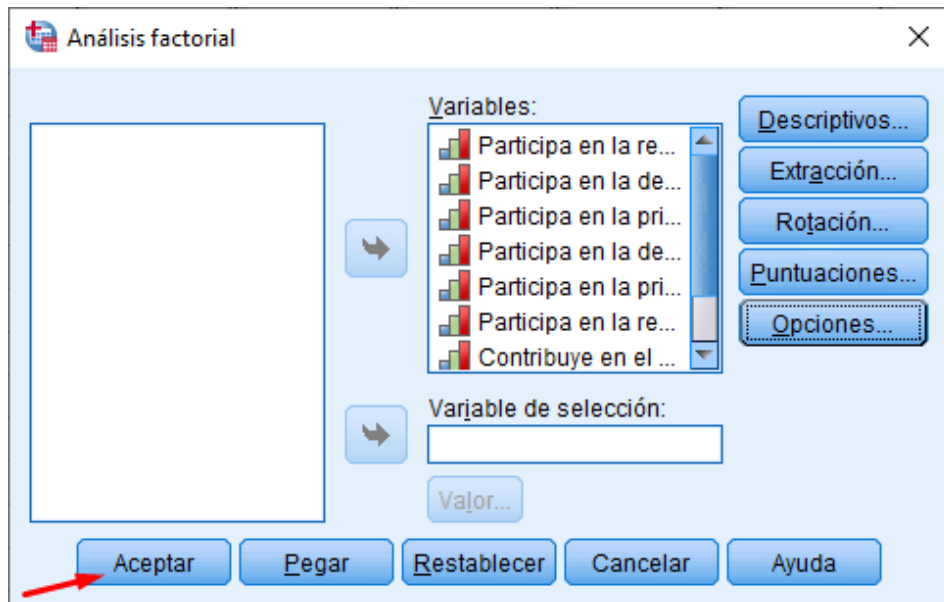 Análisis factorial
Variables:
Participa en la re...
Participa en la de...
Participa en la pri...
Participa en la de...
Participa en la pri...
Participa en la re...
Contribuye en el ...
Descriptivos...
Extracción...
Rotación...
Puntuaciones...
Opciones...
Variable de selección:
Valor...
Aceptar
Pegar
Restablecer
Cancelar
Ayuda